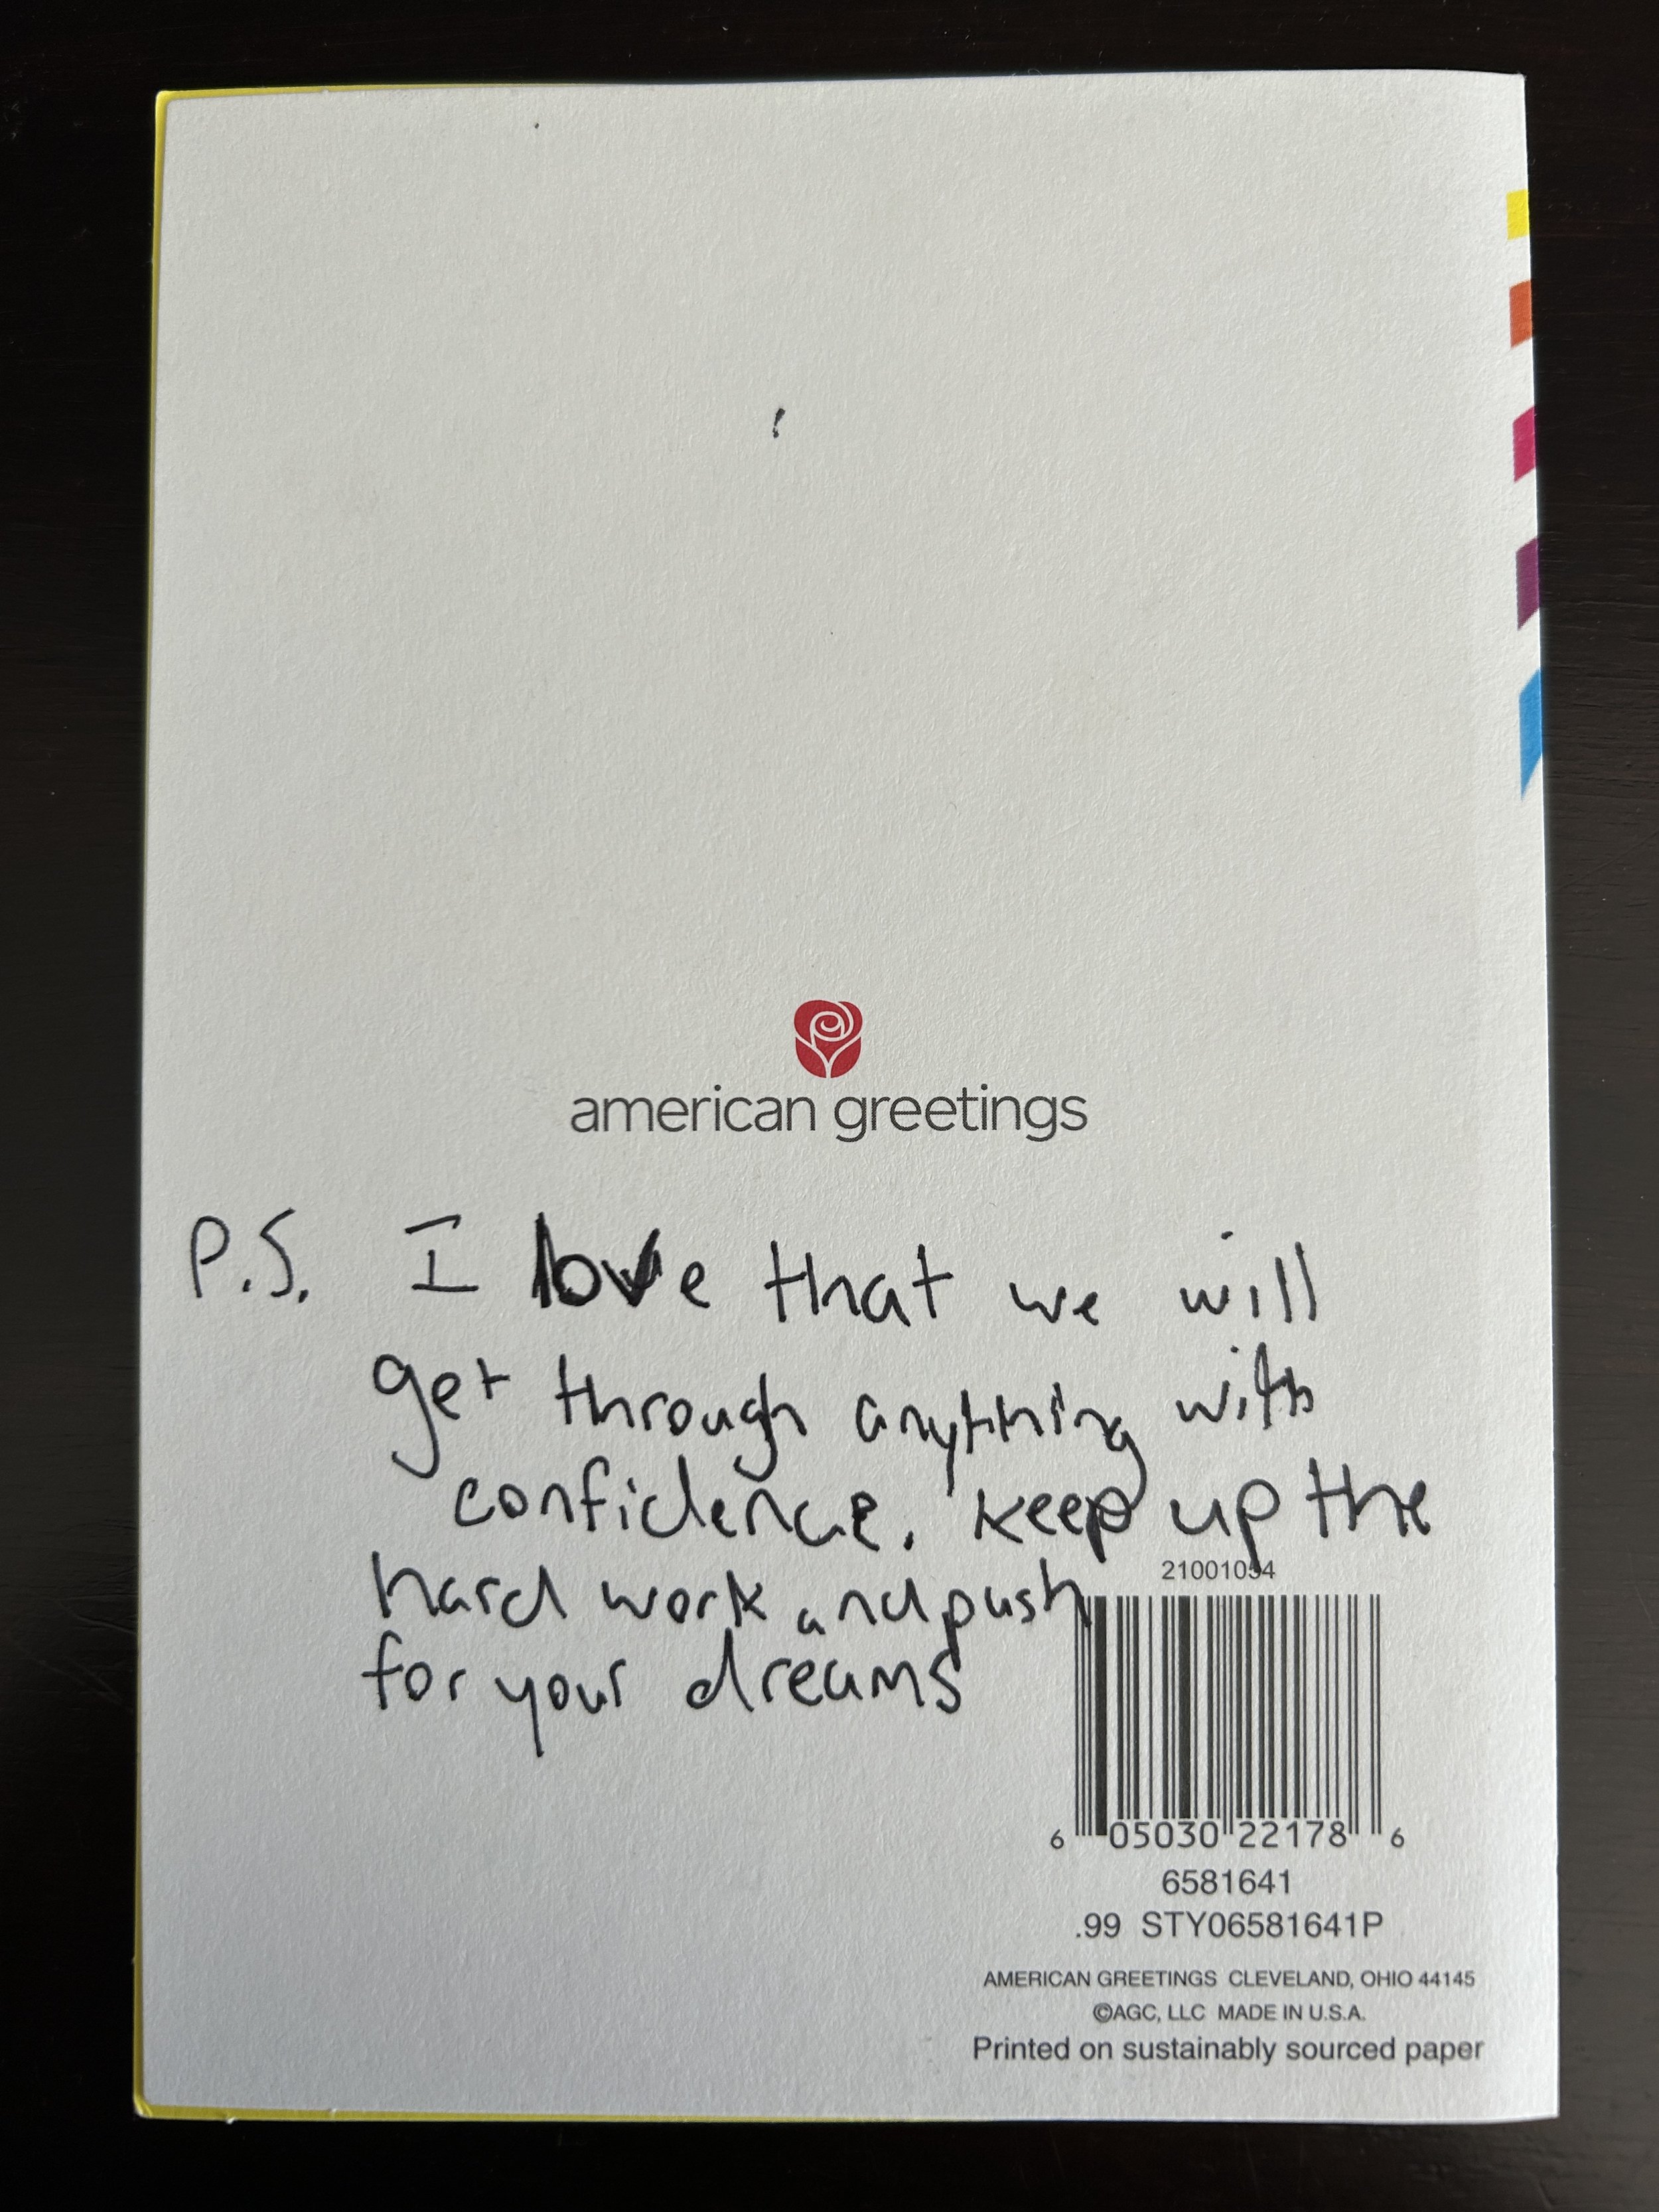 american greetings
P.S. I love that we will
get through anything with
confidence. keep up the
hard work and push
for your dreams
21001054
6 05030 22178 6
6581641
.99 STY06581641P
AMERICAN GREETINGS CLEVELAND, OHIO 44145
©AGC, LLC MADE IN U.S.A.
Printed on sustainably sourced paper